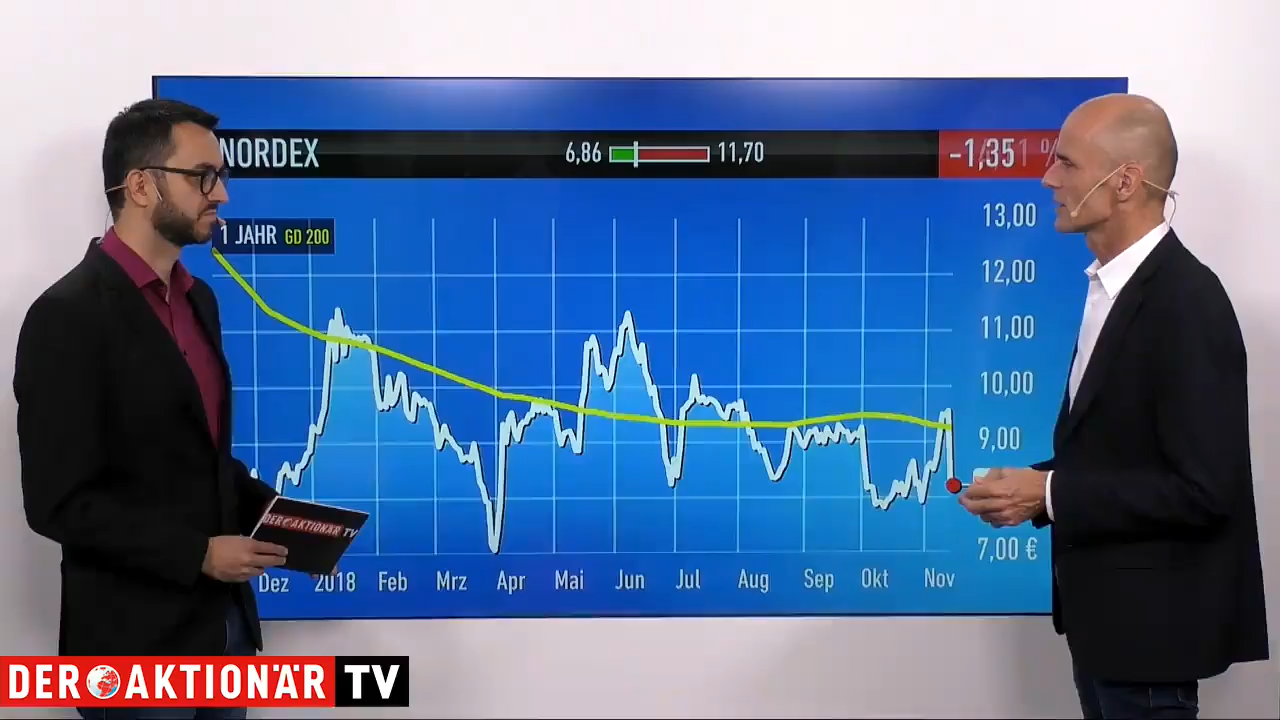 NORDEX
6,86
11,70
-1,35 %
1 JAHR GD 200
13,00
12,00
11,00
10,00
9,00
7,00 €
Dez 2018 Feb Mrz Apr Mai Jun Jul Aug Sep Okt Nov
DER AKTIONÄR TV
DER AKTIONÄR TV